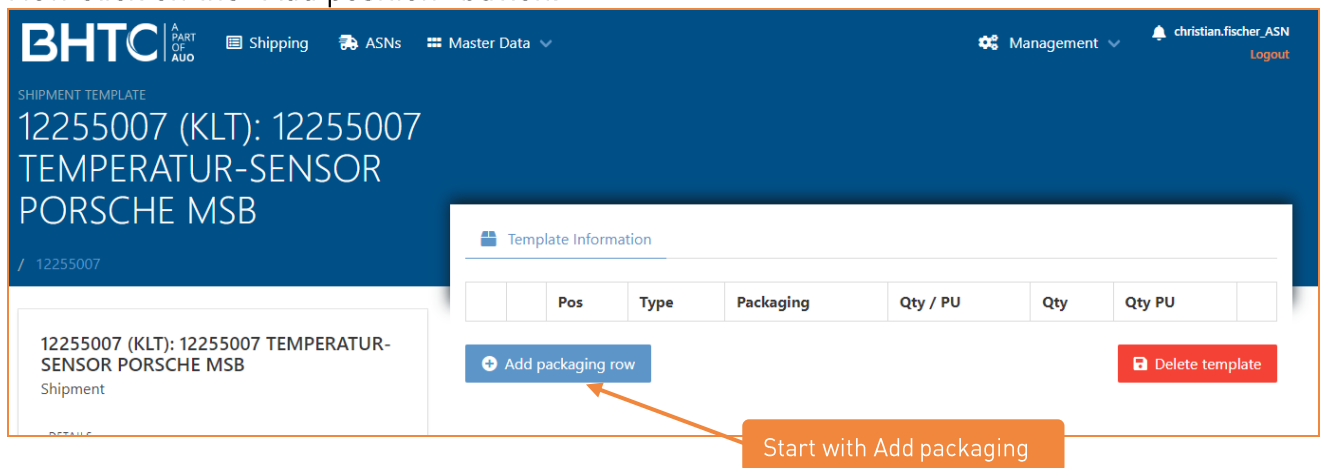 BHTC A PART OF AUO
Shipping
ASNs
Master Data
Management
christian.fischer_ASN
Logout
SHIPMENT TEMPLATE
12255007 (KLT): 12255007
TEMPERATUR-SENSOR
PORSCHE MSB
/ 12255007
Template Information
Pos Type Packaging Qty / PU Qty Qty PU
Add packaging row
Delete template
12255007 (KLT): 12255007 TEMPERATUR-
SENSOR PORSCHE MSB
Shipment
Start with Add packaging